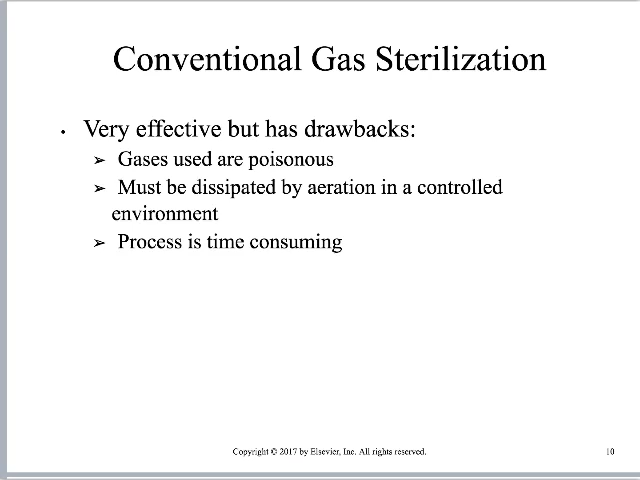 Conventional Gas Sterilization
• Very effective but has drawbacks:
➢ Gases used are poisonous
➢ Must be dissipated by aeration in a controlled
environment
➢ Process is time consuming
Copyright © 2017 by Elsevier, Inc. All rights reserved.
10